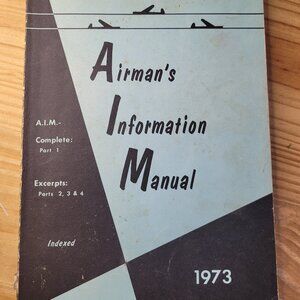 Airman's
Information
Manual
A.I.M.-
Complete:
Part 1
Excerpts:
Parts 2, 3 & 4
Indexed
1973